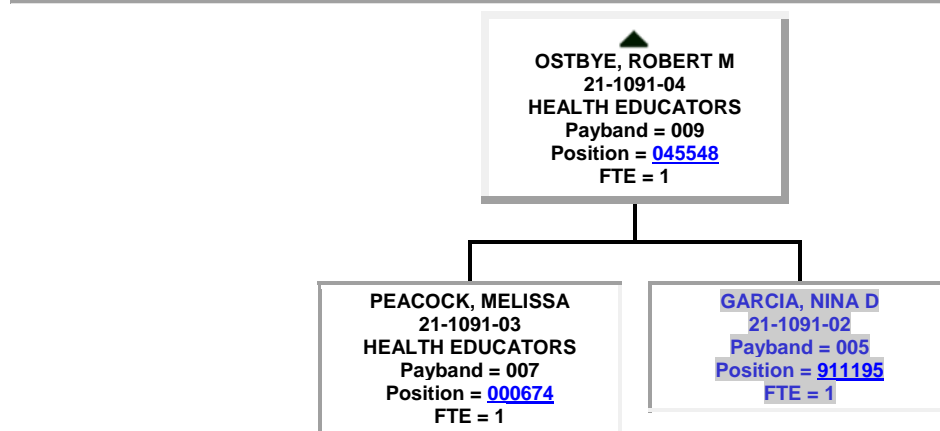 OSTBYE, ROBERT M
21-1091-04
HEALTH EDUCATORS
Payband = 009
Position = 045548
FTE = 1
PEACOCK, MELISSA
21-1091-03
HEALTH EDUCATORS
Payband = 007
Position = 000674
FTE = 1
GARCIA, NINA D
21-1091-02
Payband = 005
Position = 911195
FTE = 1